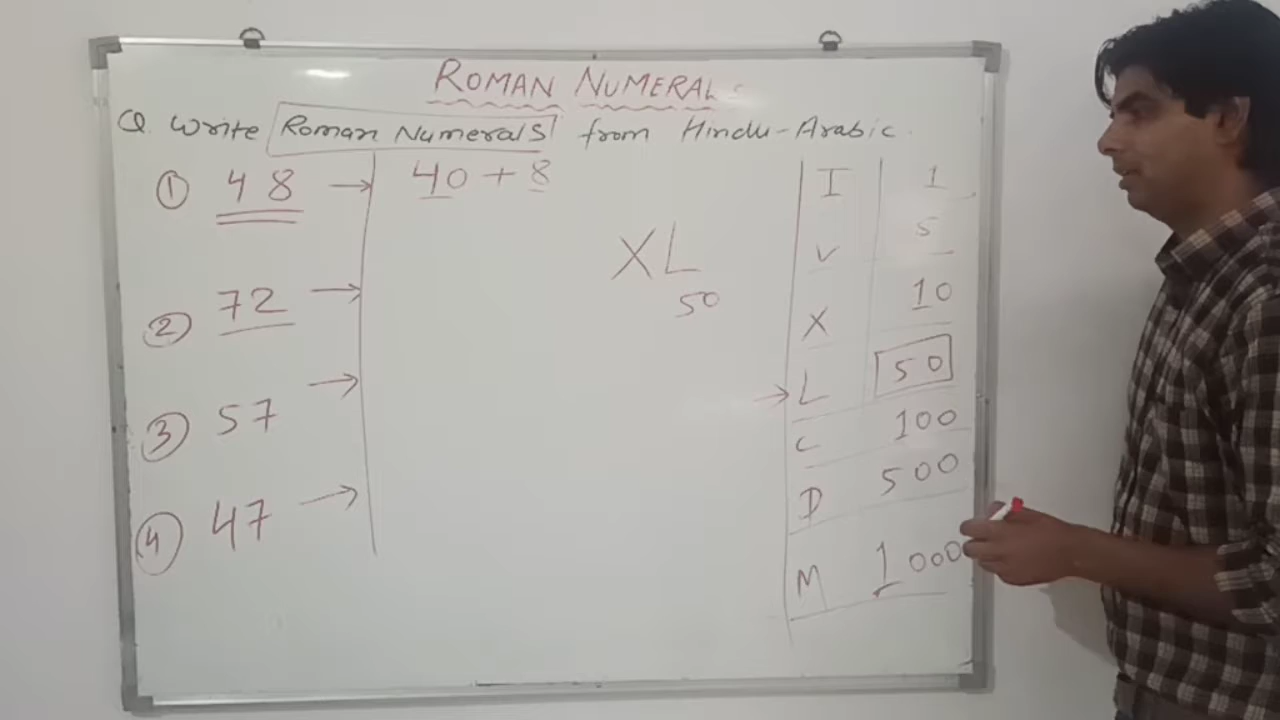 ROMAN NUMERALS
Q. Write Roman Numerals from Hindu-Arabic.
① 48 → 40 + 8
② 72 →
③ 57 →
④ 47 →
XL
50
I 1
V 5
X 10
→ L 50
C 100
D 500
M 1000